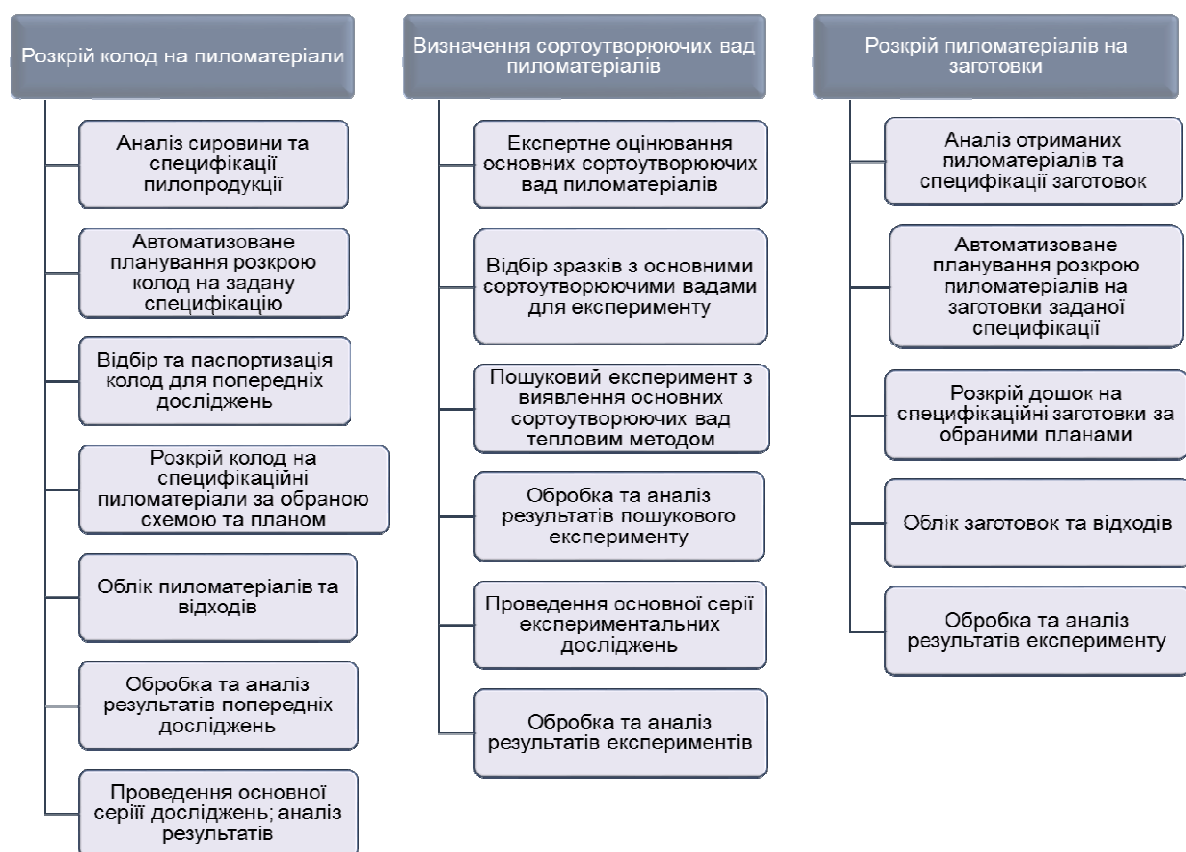 Розкрій колод на пиломатеріали
Аналіз сировини та
специфікації
пилопродукції
Автоматизоване
планування розкрою
колод на задану
специфікацію
Відбір та паспортизація
колод для попередніх
досліджень
Розкрій колод на
специфікаційні
пиломатеріали за обраною
схемою та планом
Облік пиломатеріалів та
відходів
Обробка та аналіз
результатів попередніх
досліджень
Проведення основної
серіїї досліджень; аналіз
результатів
Визначення сортоутворюючих вад
пиломатеріалів
Експертне оцінювання
основних сортоутворюючих
вад пиломатеріалів
Відбір зразків з основними
сортоутворюючими вадами
для експерименту
Пошуковий експеримент з
виявлення основних
сортоутворюючих вад
тепловим методом
Обробка та аналіз
результатів пошукового
експерименту
Проведення основної серії
експериментальних
досліджень
Обробка та аналіз
результатів експериментів
Розкрій пиломатеріалів на
заготовки
Аналіз отриманих
пиломатеріалів та
специфікації заготовок
Автоматизоване
планування розкрою
пиломатеріалів на
заготовки заданої
специфікації
Розкрій дошок на
специфікаційні заготовки за
обраними планами
Облік заготовок та відходів
Обробка та аналіз
результатів експерименту